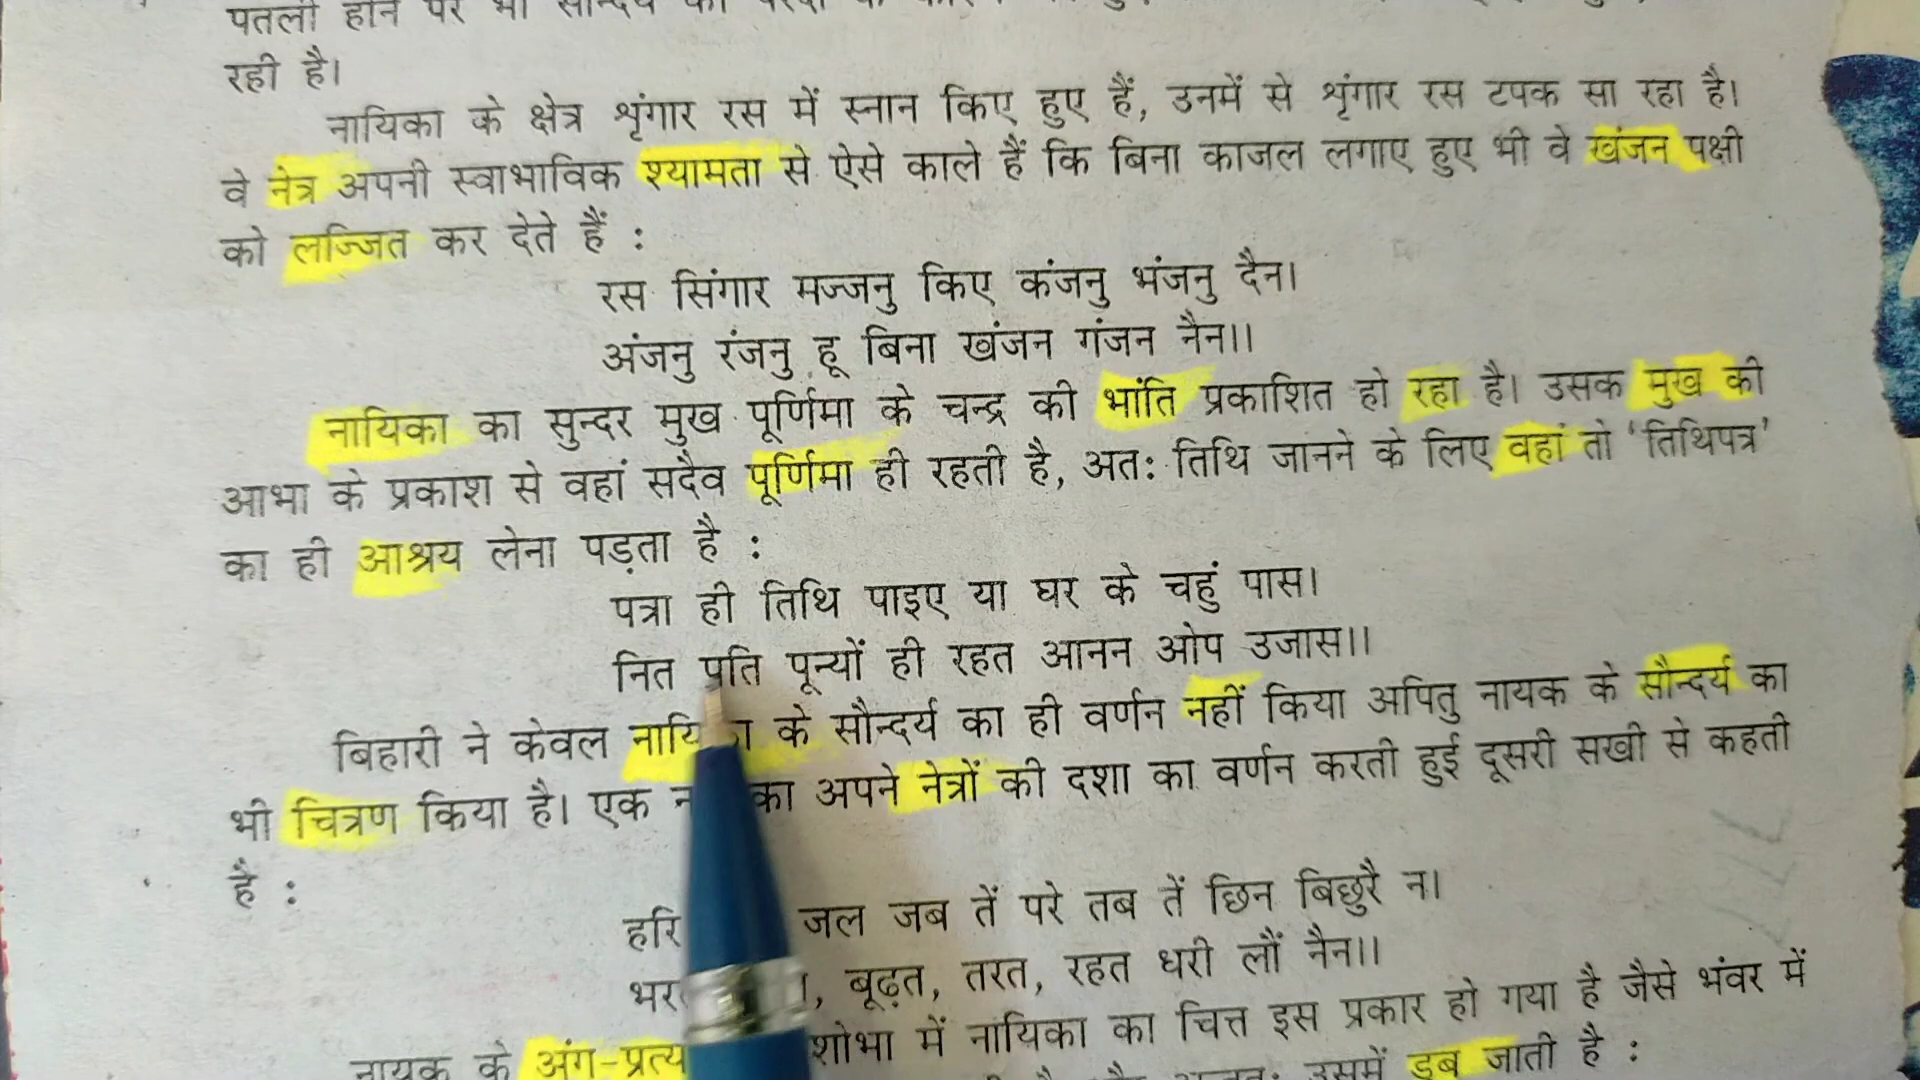 पतली होने पर भी सौन्दर्य की
रही है।
नायिका के क्षेत्र शृंगार रस में स्नान किए हुए हैं, उनमें से शृंगार रस टपक सा रहा है।
वे नेत्र अपनी स्वाभाविक श्यामता से ऐसे काले हैं कि बिना काजल लगाए हुए भी वे खंजन पक्षी
को लज्जित कर देते हैं :
रस सिंगार मज्जनु किए कंजनु भंजनु दैन।
अंजनु रंजनु हू बिना खंजन गंजन नैन।।
नायिका का सुन्दर मुख पूर्णिमा के चन्द्र की भांति प्रकाशित हो रहा है। उसक मुख की
आभा के प्रकाश से वहां सदैव पूर्णिमा ही रहती है, अतः तिथि जानने के लिए वहां तो ‘तिथिपत्र’
का ही आश्रय लेना पड़ता है :
पत्रा ही तिथि पाइए या घर के चहुं पास।
नित प्रति पून्यों ही रहत आनन ओप उजास।।
बिहारी ने केवल के सौन्दर्य का ही वर्णन नहीं किया अपितु नायक के सौन्दर्य का
भी चित्रण किया है। एक अपने नेत्रों की दशा का वर्णन करती हुई दूसरी सखी से कहती
है :
हरि जल जब तें परे तब तें छिन बिछुरै न।
बूढ़त, तरत, रहत धरी लौं नैन।।
नायक के शोभा में नायिका का चित्त इस प्रकार हो गया है जैसे भंवर में
उसमें डूब जाती है :